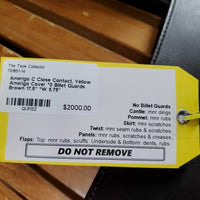 The Tack Collector
Amerigo C Close Contact, Yellow
Amerigo Cover *0 Billet Guards
Brown 17.5" *W 5.75"
$2000.00
No Billet Guards
Cantle: mnr dings
Pommel: mnr rubs
Skirt: mnr scratches
Twist: mnr seam rubs, scratches & creases
Panels: mnr rubs, scuffs & scratches
Flaps: Top: mnr rubs, scuffs Underside & Bottom: dents, rubs
DO NOT REMOVE